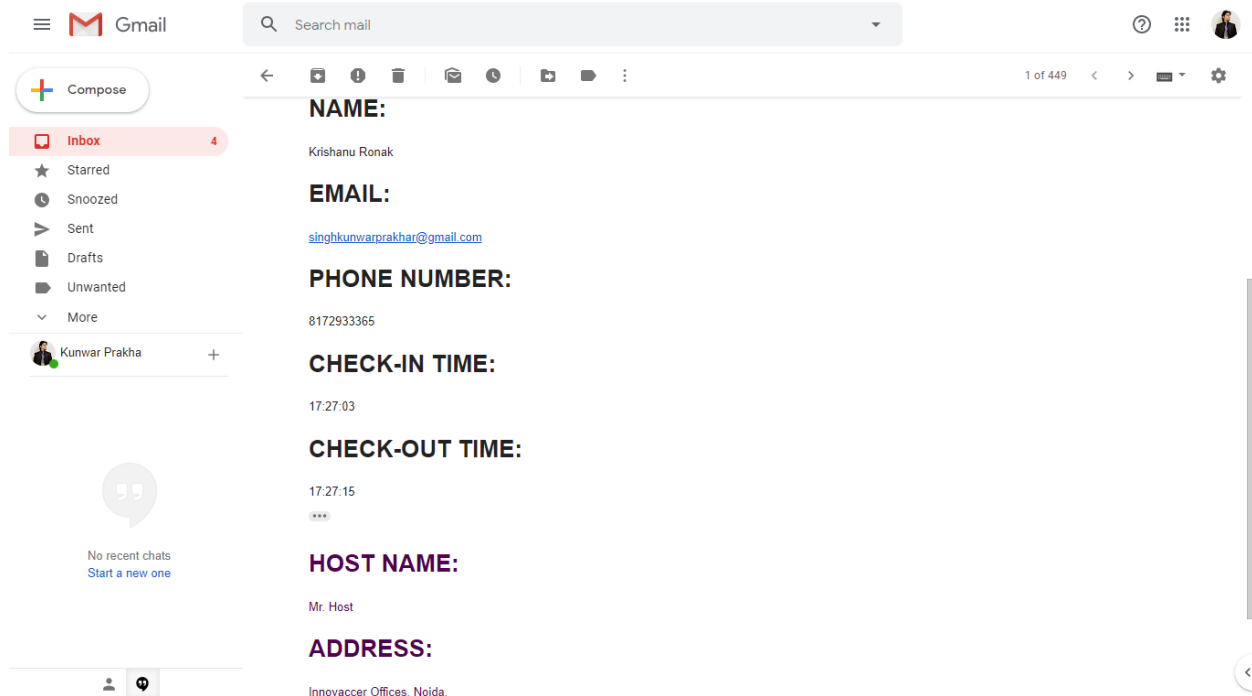 Gmail
Search mail
Compose
1 of 449
Inbox 4
Starred
Snoozed
Sent
Drafts
Unwanted
More
Kunwar Prakha
No recent chats
Start a new one
NAME:
Krishanu Ronak
EMAIL:
singhkunwarprakhar@gmail.com
PHONE NUMBER:
8172933365
CHECK-IN TIME:
17:27:03
CHECK-OUT TIME:
17:27:15
HOST NAME:
Mr. Host
ADDRESS:
Innovaccer Offices, Noida.